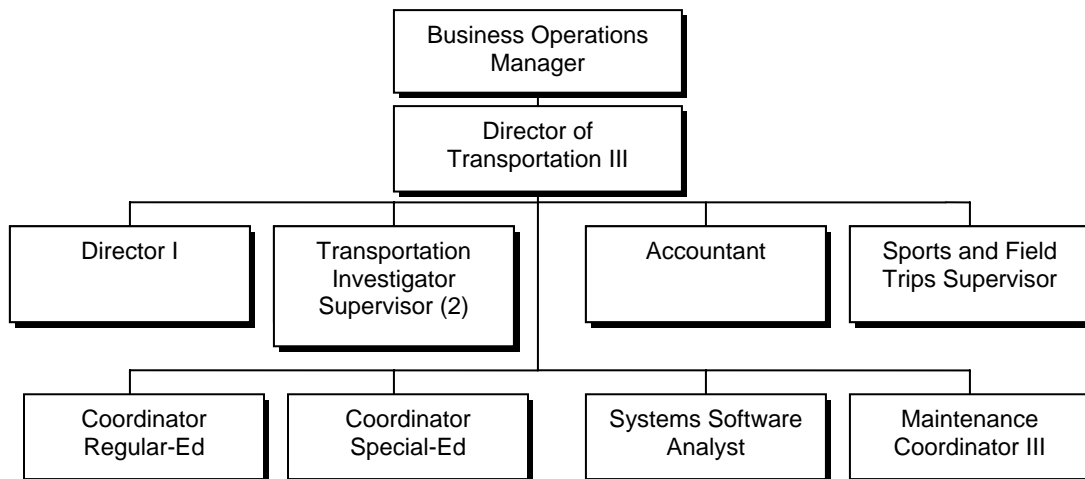 Business Operations
Manager
Director of
Transportation III
Director I
Transportation
Investigator
Supervisor (2)
Accountant
Sports and Field
Trips Supervisor
Coordinator
Regular-Ed
Coordinator
Special-Ed
Systems Software
Analyst
Maintenance
Coordinator III